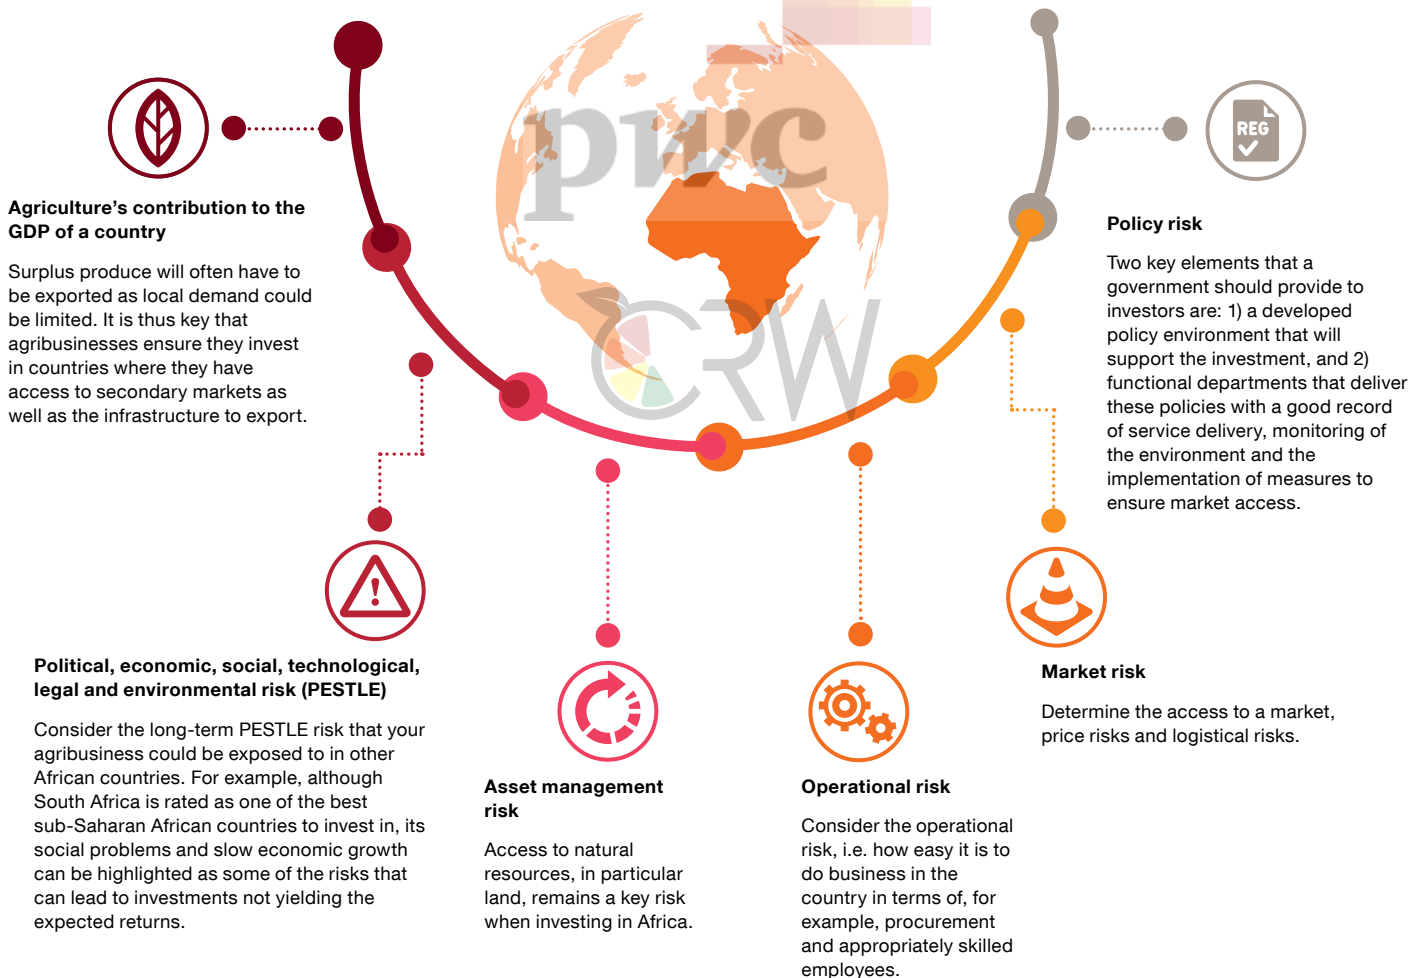 pwc
CRW
REG
Agriculture's contribution to the
GDP of a country
Surplus produce will often have to
be exported as local demand could
be limited. It is thus key that
agribusinesses ensure they invest
in countries where they have
access to secondary markets as
well as the infrastructure to export.
Policy risk
Two key elements that a
government should provide to
investors are: 1) a developed
policy environment that will
support the investment, and 2)
functional departments that deliver
these policies with a good record
of service delivery, monitoring of
the environment and the
implementation of measures to
ensure market access.
Political, economic, social, technological,
legal and environmental risk (PESTLE)
Consider the long-term PESTLE risk that your
agribusiness could be exposed to in other
African countries. For example, although
South Africa is rated as one of the best
sub-Saharan African countries to invest in, its
social problems and slow economic growth
can be highlighted as some of the risks that
can lead to investments not yielding the
expected returns.
Asset management
risk
Access to natural
resources, in particular
land, remains a key risk
when investing in Africa.
Operational risk
Consider the operational
risk, i.e. how easy it is to
do business in the
country in terms of, for
example, procurement
and appropriately skilled
employees.
Market risk
Determine the access to a market,
price risks and logistical risks.